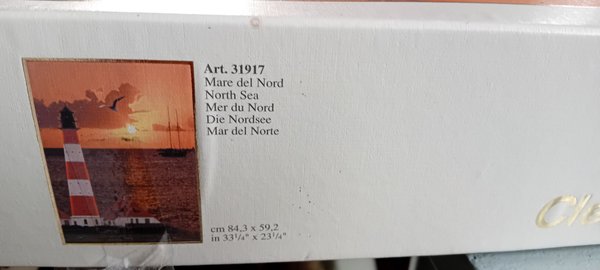 Art. 31917
Mare del Nord
North Sea
Mer du Nord
Die Nordsee
Mar del Norte
cm 84,3 x 59,2
in 33¼" x 23¼"